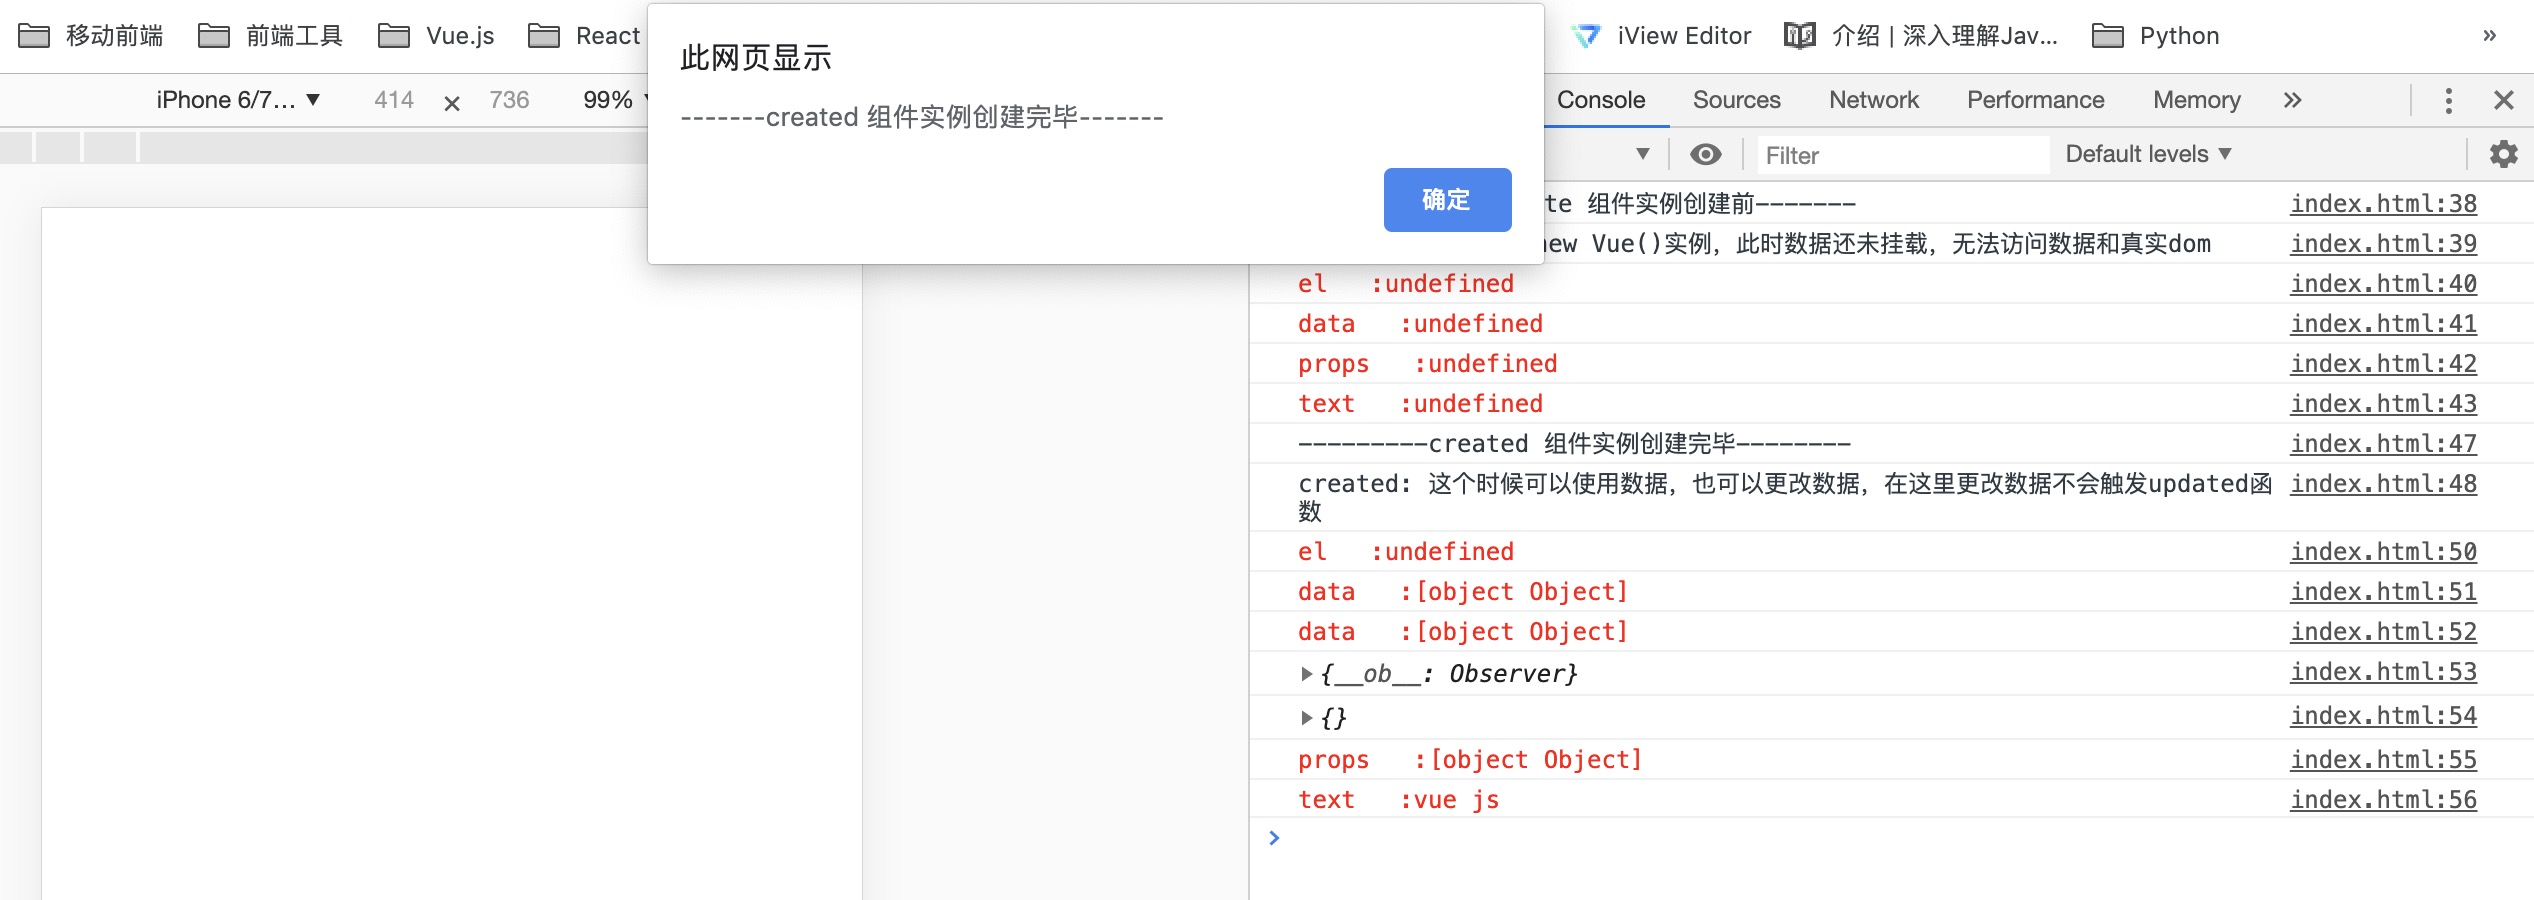 移动前端 前端工具 Vue.js React iView Editor 介绍 | 深入理解Jav... Python »
此网页显示
-------created 组件实例创建完毕-------
确定
iPhone 6/7... ▼ 414 × 736 99%
Console Sources Network Performance Memory »
Filter Default levels ▼
te 组件实例创建前------- index.html:38
new Vue()实例，此时数据还未挂载，无法访问数据和真实dom index.html:39
el :undefined index.html:40
data :undefined index.html:41
props :undefined index.html:42
text :undefined index.html:43
---------created 组件实例创建完毕-------- index.html:47
created: 这个时候可以使用数据，也可以更改数据，在这里更改数据不会触发updated函 index.html:48
数
el :undefined index.html:50
data :[object Object] index.html:51
data :[object Object] index.html:52
{__ob__: Observer} index.html:53
{} index.html:54
props :[object Object] index.html:55
text :vue js index.html:56